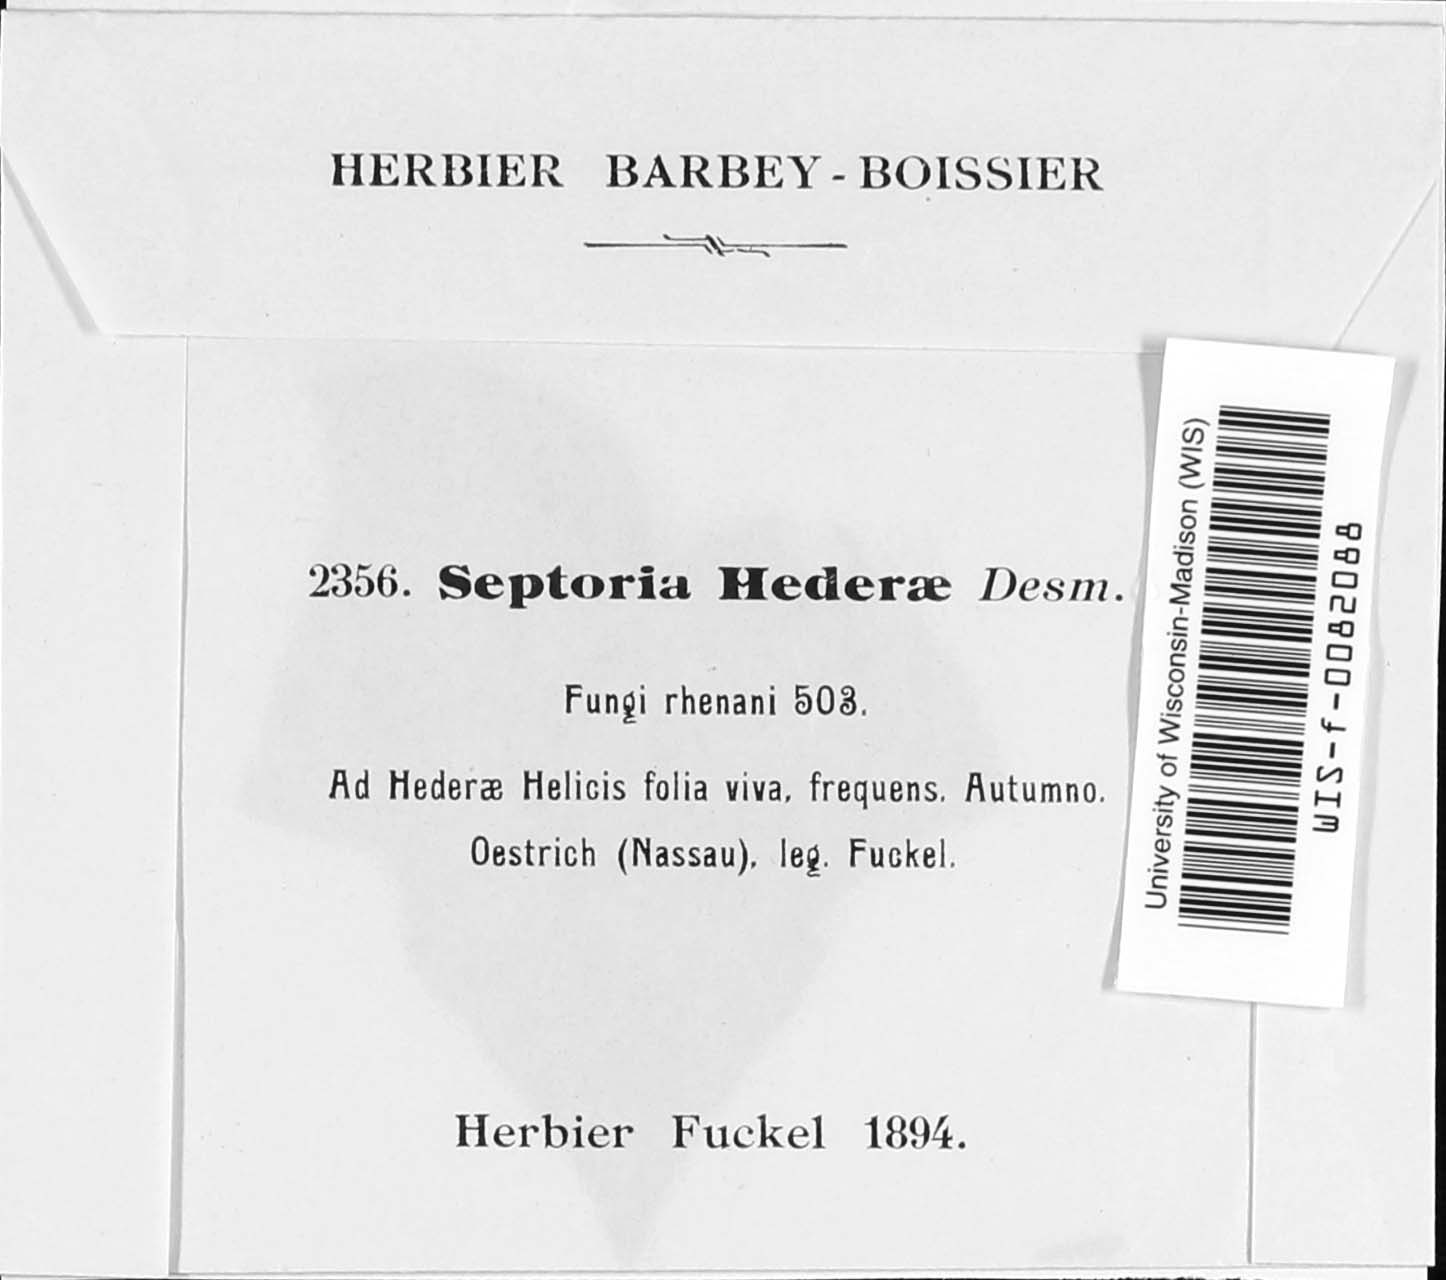 HERBIER BARBEY-BOISSIER
2356. Septoria Hederæ Desm.
Fungi rhenani 503.
Ad Hederæ Helicis folia viva, frequens. Autumno.
Oestrich (Nassau). leg. Fuckel.
Herbier Fuckel 1894.
University of Wisconsin-Madison (WIS)
WIS-f-0082088